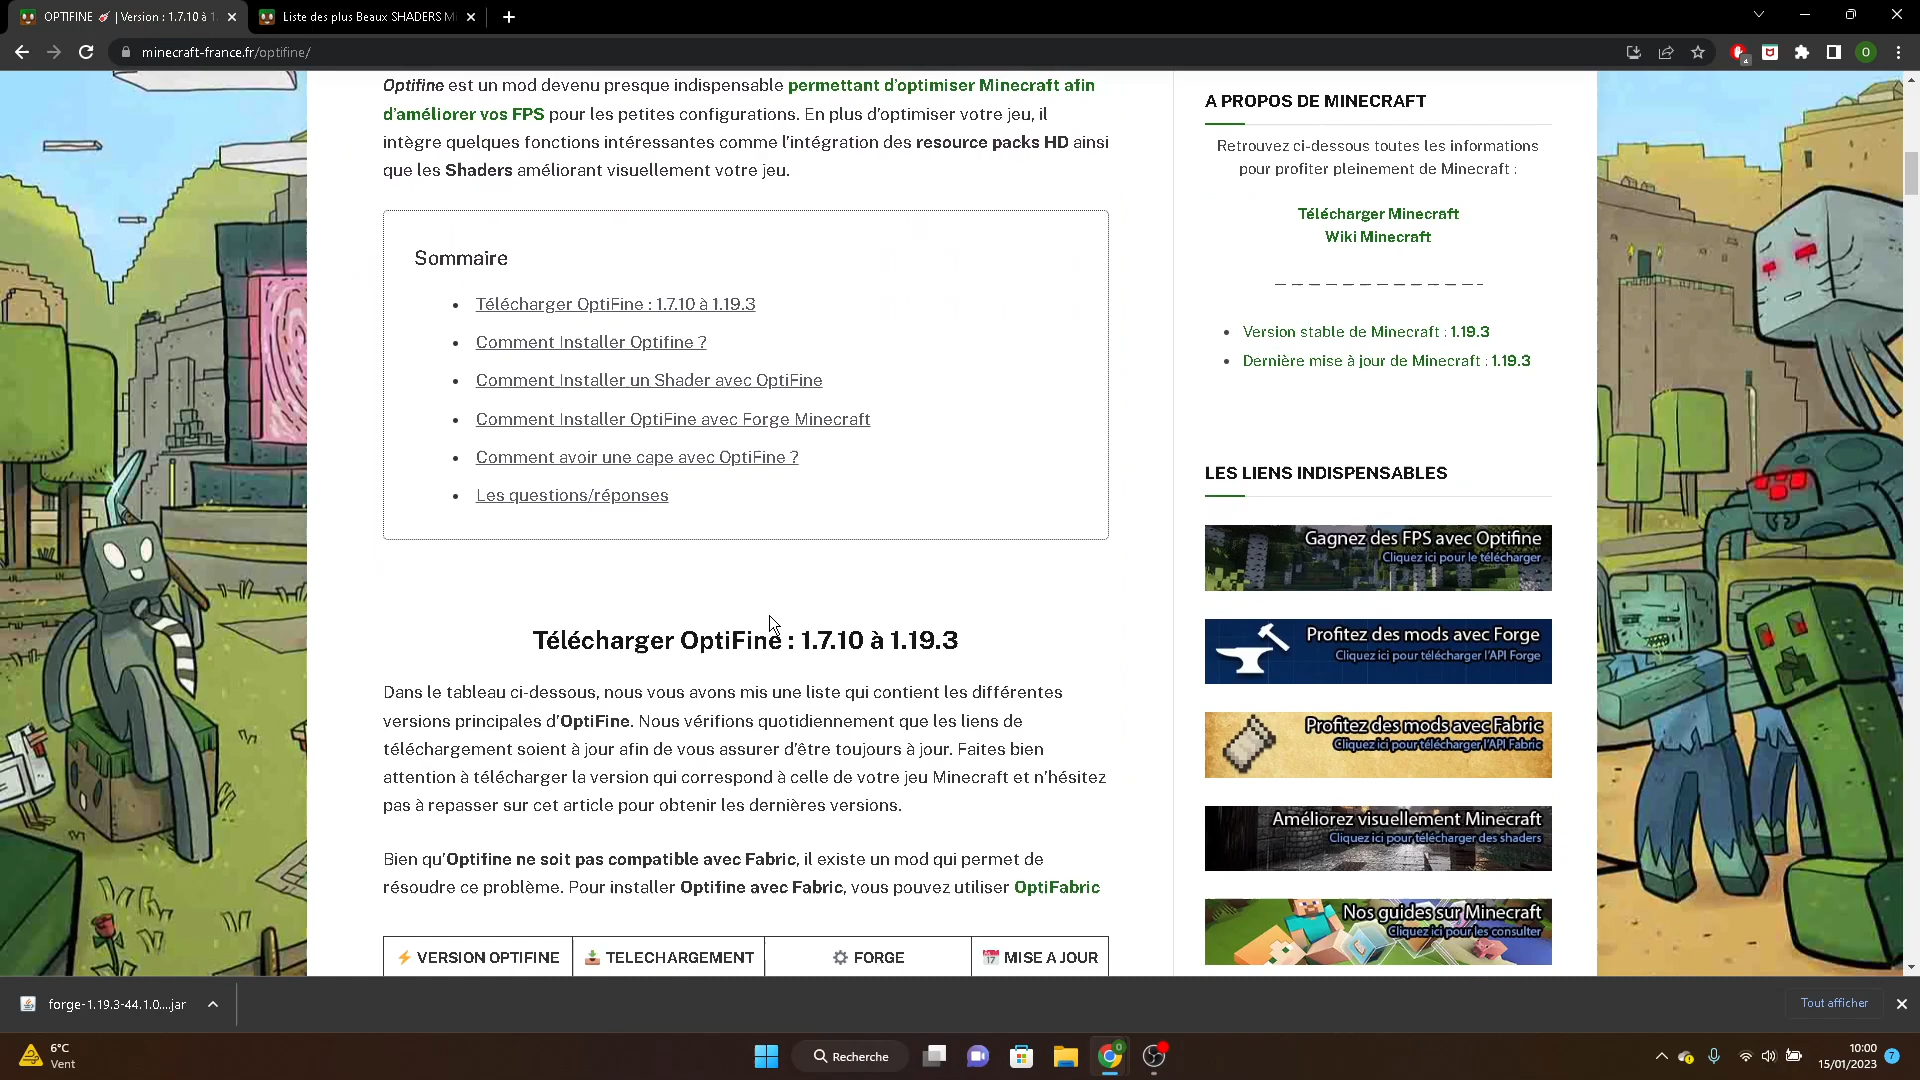 OPTIFINE 🚀 | Version : 1.7.10 à 1.
Liste des plus Beaux SHADERS Mi
minecraft-france.fr/optifine/
4
O
Optifine est un mod devenu presque indispensable permettant d'optimiser Minecraft afin
d'améliorer vos FPS pour les petites configurations. En plus d'optimiser votre jeu, il
intègre quelques fonctions intéressantes comme l'intégration des resource packs HD ainsi
que les Shaders améliorant visuellement votre jeu.
Sommaire
• Télécharger OptiFine : 1.7.10 à 1.19.3
• Comment Installer Optifine ?
• Comment Installer un Shader avec OptiFine
• Comment Installer OptiFine avec Forge Minecraft
• Comment avoir une cape avec OptiFine ?
• Les questions/réponses
Télécharger OptiFine : 1.7.10 à 1.19.3
Dans le tableau ci-dessous, nous vous avons mis une liste qui contient les différentes
versions principales d'OptiFine. Nous vérifions quotidiennement que les liens de
téléchargement soient à jour afin de vous assurer d'être toujours à jour. Faites bien
attention à télécharger la version qui correspond à celle de votre jeu Minecraft et n'hésitez
pas à repasser sur cet article pour obtenir les dernières versions.
Bien qu'Optifine ne soit pas compatible avec Fabric, il existe un mod qui permet de
résoudre ce problème. Pour installer Optifine avec Fabric, vous pouvez utiliser OptiFabric
⚡ VERSION OPTIFINE 📥 TELECHARGEMENT ⚙ FORGE 📅 MISE A JOUR
A PROPOS DE MINECRAFT
Retrouvez ci-dessous toutes les informations
pour profiter pleinement de Minecraft :
Télécharger Minecraft
Wiki Minecraft
— — — — — — — — — — — — -
• Version stable de Minecraft : 1.19.3
• Dernière mise à jour de Minecraft : 1.19.3
LES LIENS INDISPENSABLES
Gagnez des FPS avec Optifine
Cliquez ici pour le télécharger
Profitez des mods avec Forge
Cliquez ici pour télécharger l'API Forge
Profitez des mods avec Fabric
Cliquez ici pour télécharger l'API Fabric
Améliorez visuellement Minecraft
Cliquez ici pour télécharger des shaders
Nos guides sur Minecraft
Cliquez ici pour les consulter
forge-1.19.3-44.1.0....jar
Tout afficher
6°C
Vent
Recherche
0
10:00
15/01/2023
7